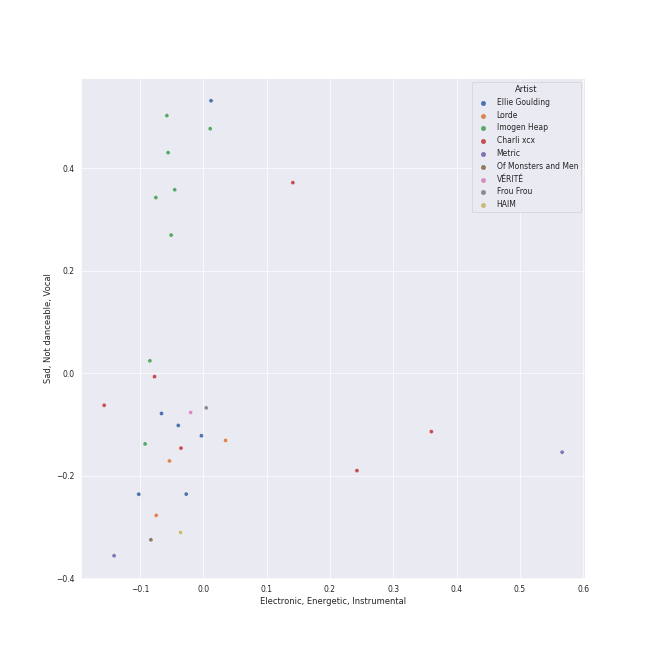 Artist
Ellie Goulding
Lorde
Imogen Heap
Charli xcx
Metric
Of Monsters and Men
VÉRITÉ
Frou Frou
HAIM
0.4
0.2
0.0
−0.2
−0.4
Sad, Not danceable, Vocal
−0.1
0.0
0.1
0.2
0.3
0.4
0.5
0.6
Electronic, Energetic, Instrumental